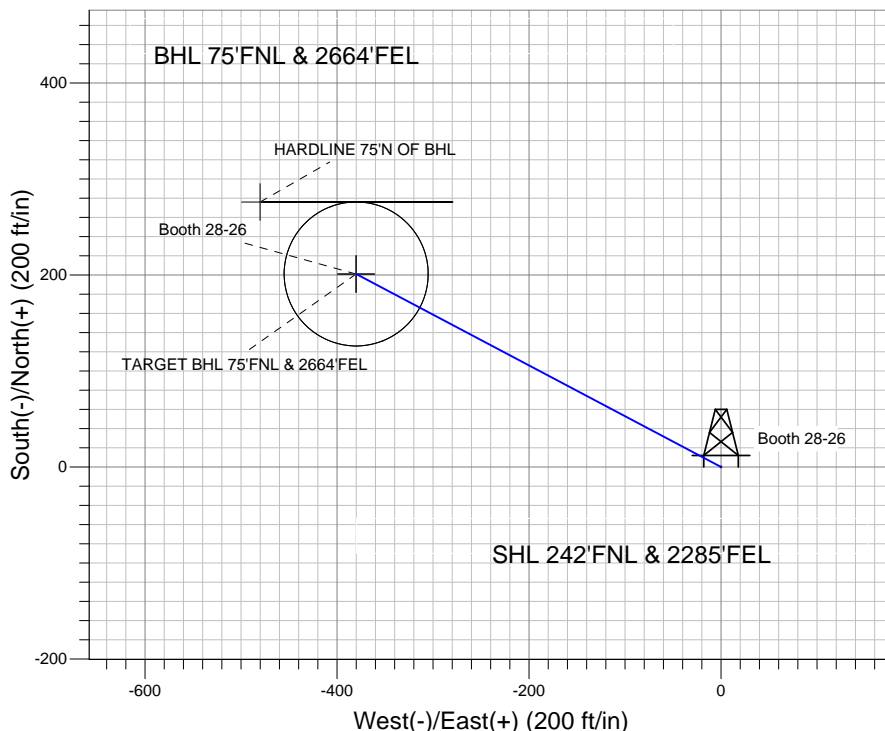 BHL 75'FNL & 2664'FEL
400
HARDLINE 75'N OF BHL
Booth 28-26
200
TARGET BHL 75'FNL & 2664'FEL
Booth 28-26
0
SHL 242'FNL & 2285'FEL
-200
South(-)/North(+) (200 ft/in)
-600
-400
-200
0
West(-)/East(+) (200 ft/in)